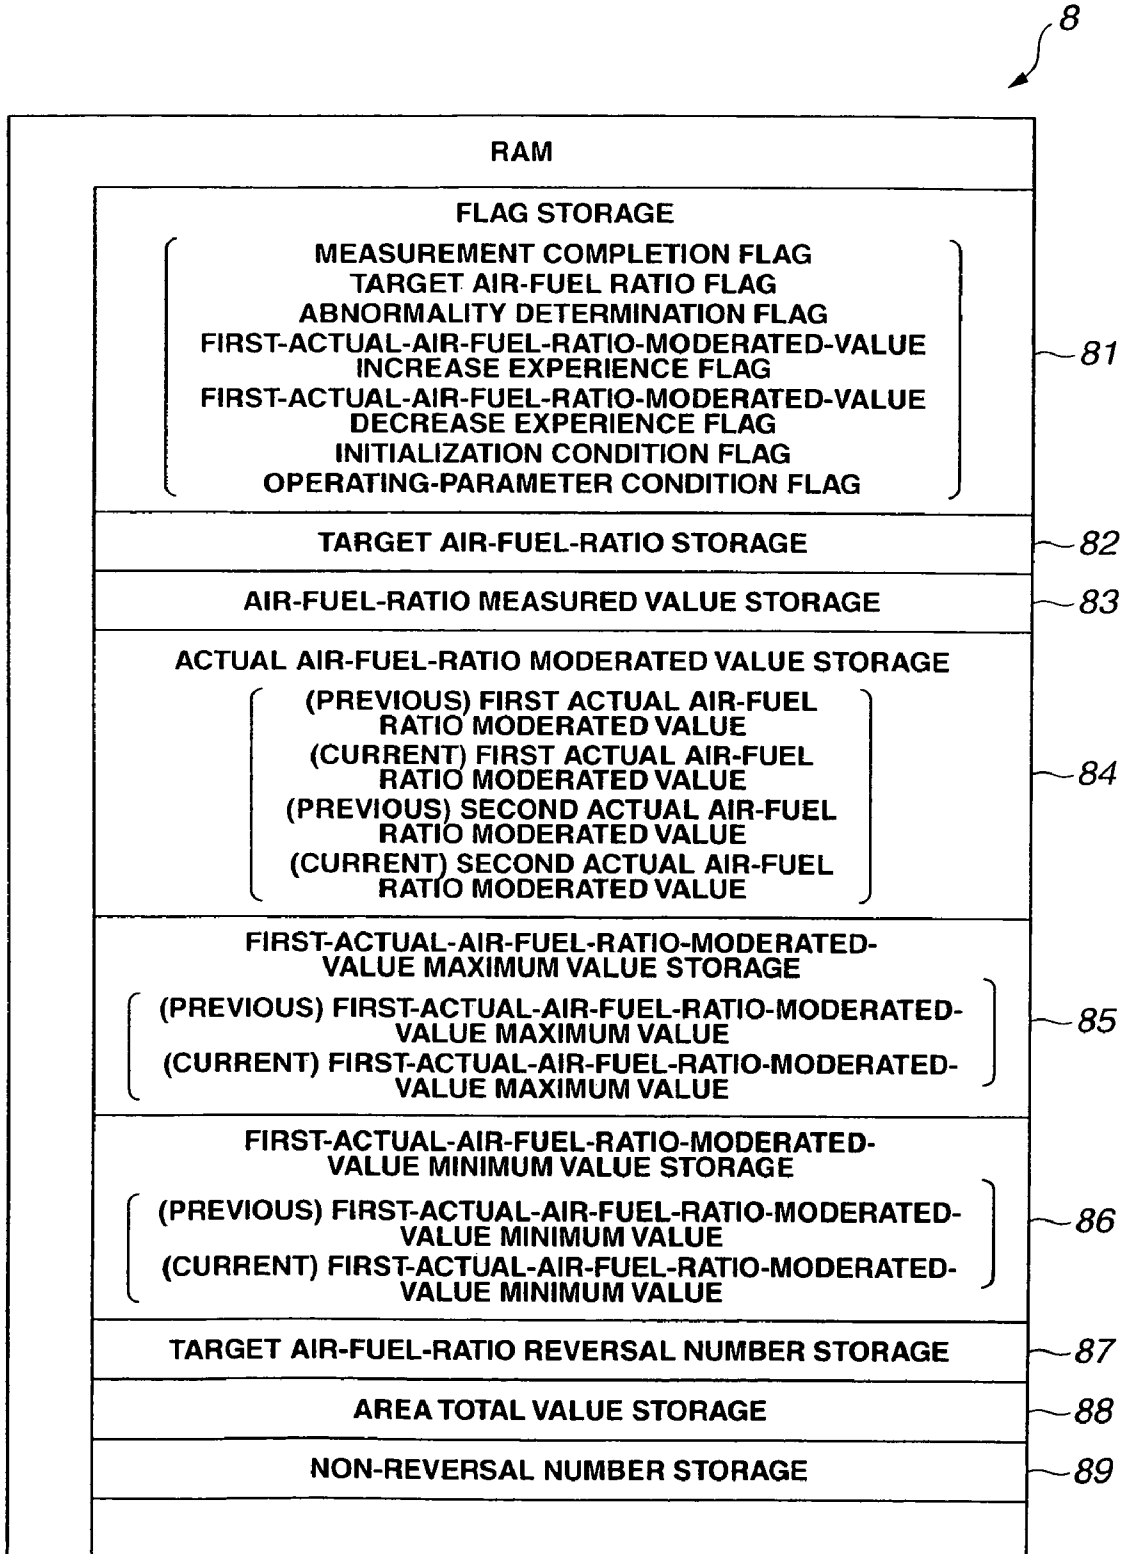 8
RAM
FLAG STORAGE
MEASUREMENT COMPLETION FLAG
TARGET AIR-FUEL RATIO FLAG
ABNORMALITY DETERMINATION FLAG
FIRST-ACTUAL-AIR-FUEL-RATIO-MODERATED-VALUE
INCREASE EXPERIENCE FLAG
FIRST-ACTUAL-AIR-FUEL-RATIO-MODERATED-VALUE
DECREASE EXPERIENCE FLAG
INITIALIZATION CONDITION FLAG
OPERATING-PARAMETER CONDITION FLAG
81
TARGET AIR-FUEL-RATIO STORAGE
82
AIR-FUEL-RATIO MEASURED VALUE STORAGE
83
ACTUAL AIR-FUEL-RATIO MODERATED VALUE STORAGE
(PREVIOUS) FIRST ACTUAL AIR-FUEL
RATIO MODERATED VALUE
(CURRENT) FIRST ACTUAL AIR-FUEL
RATIO MODERATED VALUE
(PREVIOUS) SECOND ACTUAL AIR-FUEL
RATIO MODERATED VALUE
(CURRENT) SECOND ACTUAL AIR-FUEL
RATIO MODERATED VALUE
84
FIRST-ACTUAL-AIR-FUEL-RATIO-MODERATED-
VALUE MAXIMUM VALUE STORAGE
(PREVIOUS) FIRST-ACTUAL-AIR-FUEL-RATIO-MODERATED-
VALUE MAXIMUM VALUE
(CURRENT) FIRST-ACTUAL-AIR-FUEL-RATIO-MODERATED-
VALUE MAXIMUM VALUE
85
FIRST-ACTUAL-AIR-FUEL-RATIO-MODERATED-
VALUE MINIMUM VALUE STORAGE
(PREVIOUS) FIRST-ACTUAL-AIR-FUEL-RATIO-MODERATED-
VALUE MINIMUM VALUE
(CURRENT) FIRST-ACTUAL-AIR-FUEL-RATIO-MODERATED-
VALUE MINIMUM VALUE
86
TARGET AIR-FUEL-RATIO REVERSAL NUMBER STORAGE
87
AREA TOTAL VALUE STORAGE
88
NON-REVERSAL NUMBER STORAGE
89